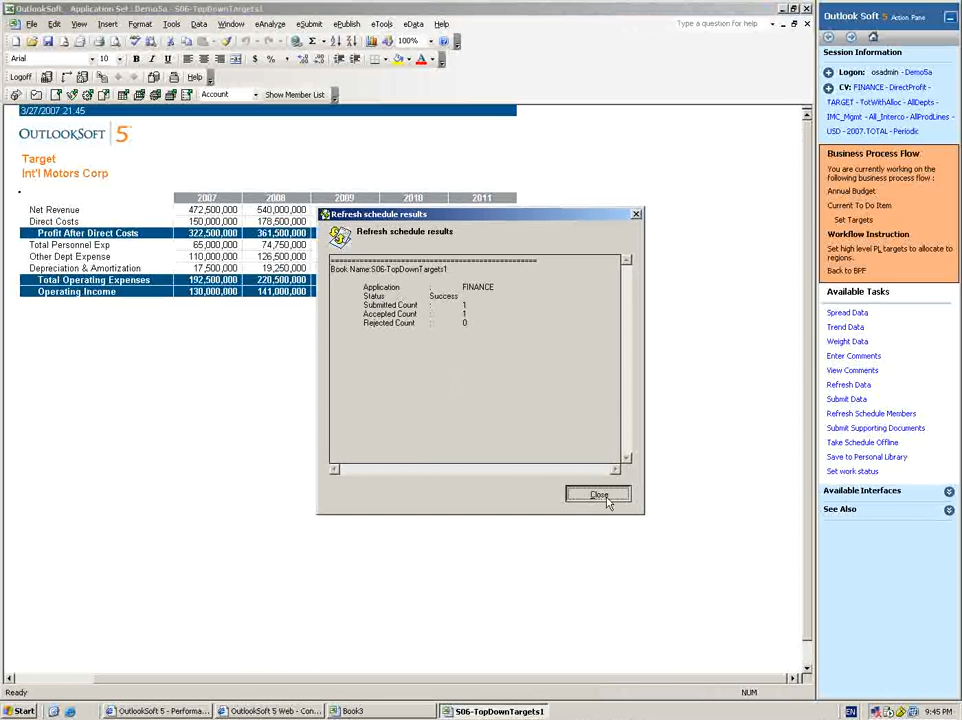 OutlookSoft Application Set : Demo5a - S06-TopDownTargets1
File Edit View Insert Format Tools Data Window eAnalyze eSubmit ePublish eTools eData Help
Type a question for help
100%
Arial 10 B I U $ %
Logoff Help
Account Show Member List
3/27/2007 21:45
OUTLOOKSOFT 5
Target
Int'l Motors Corp
2007 2008 2009 2010 2011
Net Revenue 472,500,000 540,000,000
Direct Costs 150,000,000 178,500,000
Profit After Direct Costs 322,500,000 361,500,000
Total Personnel Exp 65,000,000 74,750,000
Other Dept Expense 110,000,000 126,500,000
Depreciation & Amortization 17,500,000 19,250,000
Total Operating Expenses 192,500,000 220,500,000
Operating Income 130,000,000 141,000,000
Refresh schedule results
Refresh schedule results
================================================
Book Name:S06-TopDownTargets1
Application : FINANCE
Status : Success
Submitted Count : 1
Accepted Count : 1
Rejected Count : 0
Close
Outlook Soft 5 Action Pane
Session Information
Logon: osadmin - Demo5a
CV: FINANCE - DirectProfit -
TARGET - TotWithAlloc - AllDepts -
IMC_Mgmt - All_Interco - AllProdLines -
USD - 2007.TOTAL - Periodic
Business Process Flow
You are currently working on the
following business process flow :
Annual Budget
Current To Do Item
Set Targets
Workflow Instruction
Set high level PL targets to allocate to
regions.
Back to BPF
Available Tasks
Spread Data
Trend Data
Weight Data
Enter Comments
View Comments
Refresh Data
Submit Data
Refresh Schedule Members
Submit Supporting Documents
Take Schedule Offline
Save to Personal Library
Set work status
Available Interfaces
See Also
Ready NUM
Start OutlookSoft 5 - Performa... OutlookSoft 5 Web - Con... Book3 S06-TopDownTargets1 EN 9:45 PM